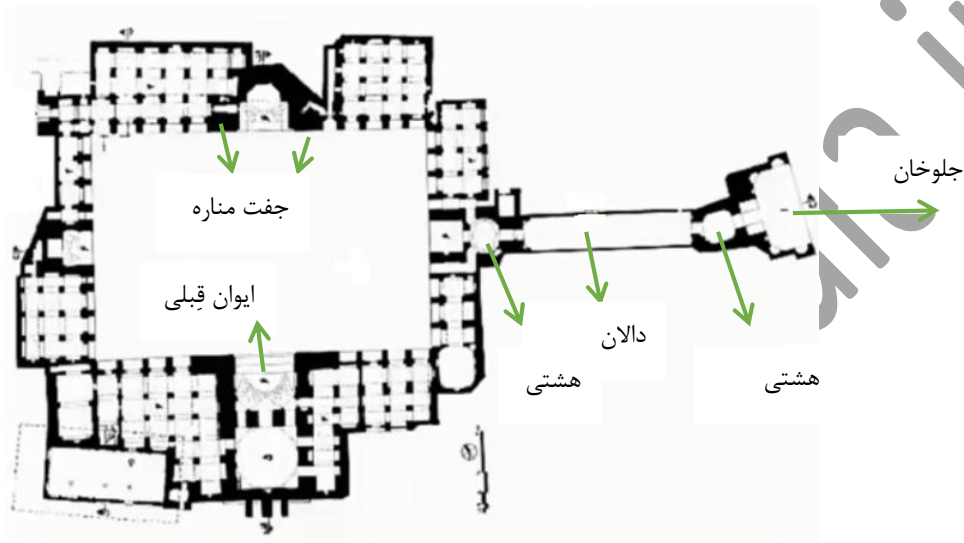 جلوخان
جفت مناره
ایوان قِبلی
دالان
هشتی
هشتی